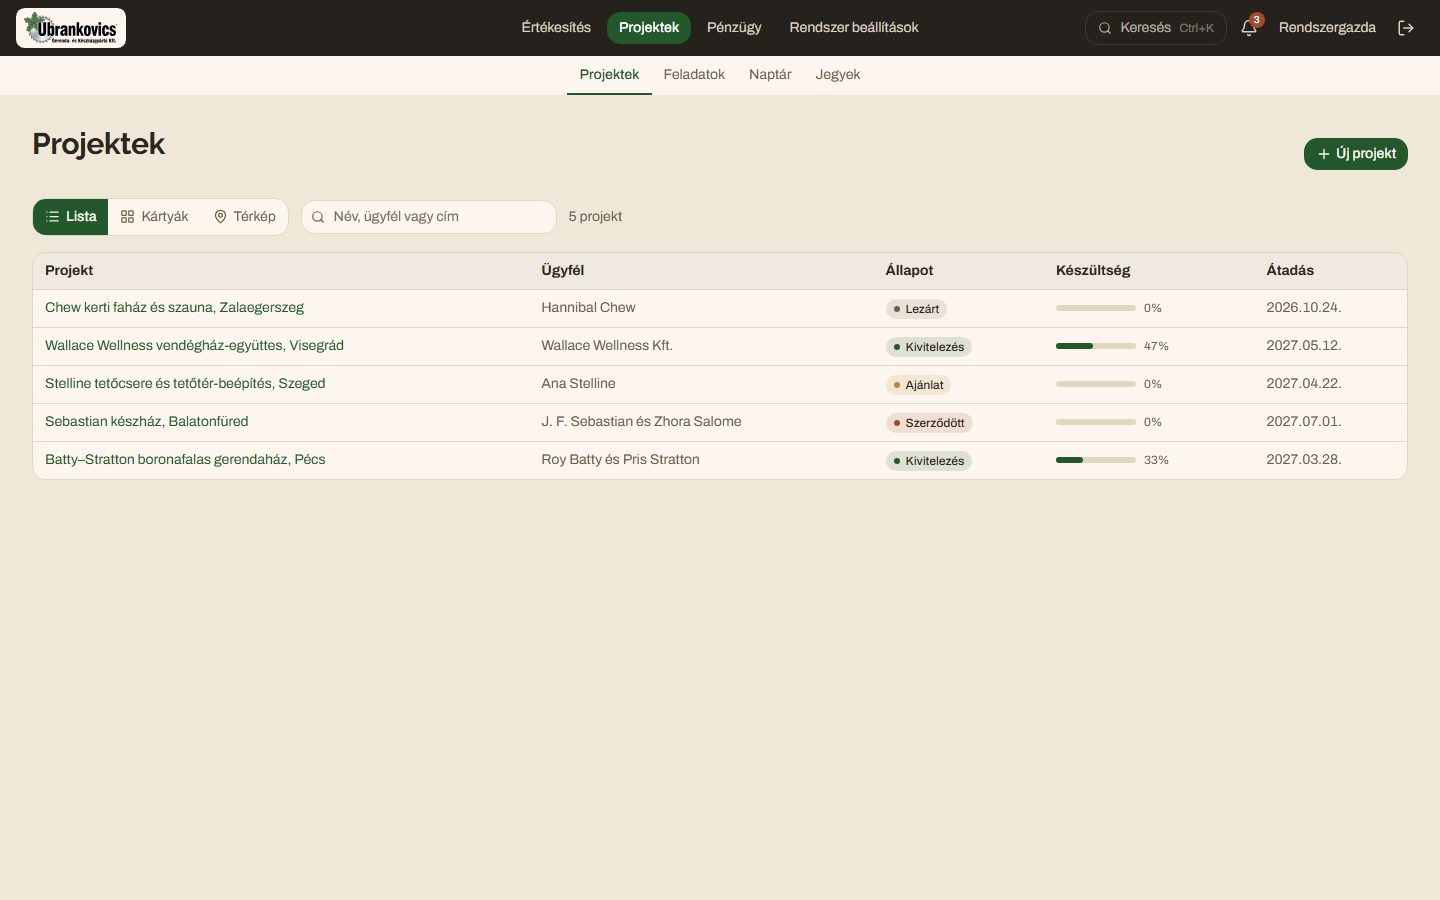 Ubrankovics
Gerenda- és Készházgyártó Kft.
Értékesítés Projektek Pénzügy Rendszer beállítások
Keresés Ctrl+K
3
Rendszergazda
Projektek Feladatok Naptár Jegyek
Projektek
Új projekt
Lista Kártyák Térkép
Név, ügyfél vagy cím
5 projekt
Projekt Ügyfél Állapot Készültség Átadás
Chew kerti faház és szauna, Zalaegerszeg Hannibal Chew Lezárt 0% 2026.10.24.
Wallace Wellness vendégház-együttes, Visegrád Wallace Wellness Kft. Kivitelezés 47% 2027.05.12.
Stelline tetőcsere és tetőtér-beépítés, Szeged Ana Stelline Ajánlat 0% 2027.04.22.
Sebastian készház, Balatonfüred J. F. Sebastian és Zhora Salome Szerződött 0% 2027.07.01.
Batty–Stratton boronafalas gerendaház, Pécs Roy Batty és Pris Stratton Kivitelezés 33% 2027.03.28.